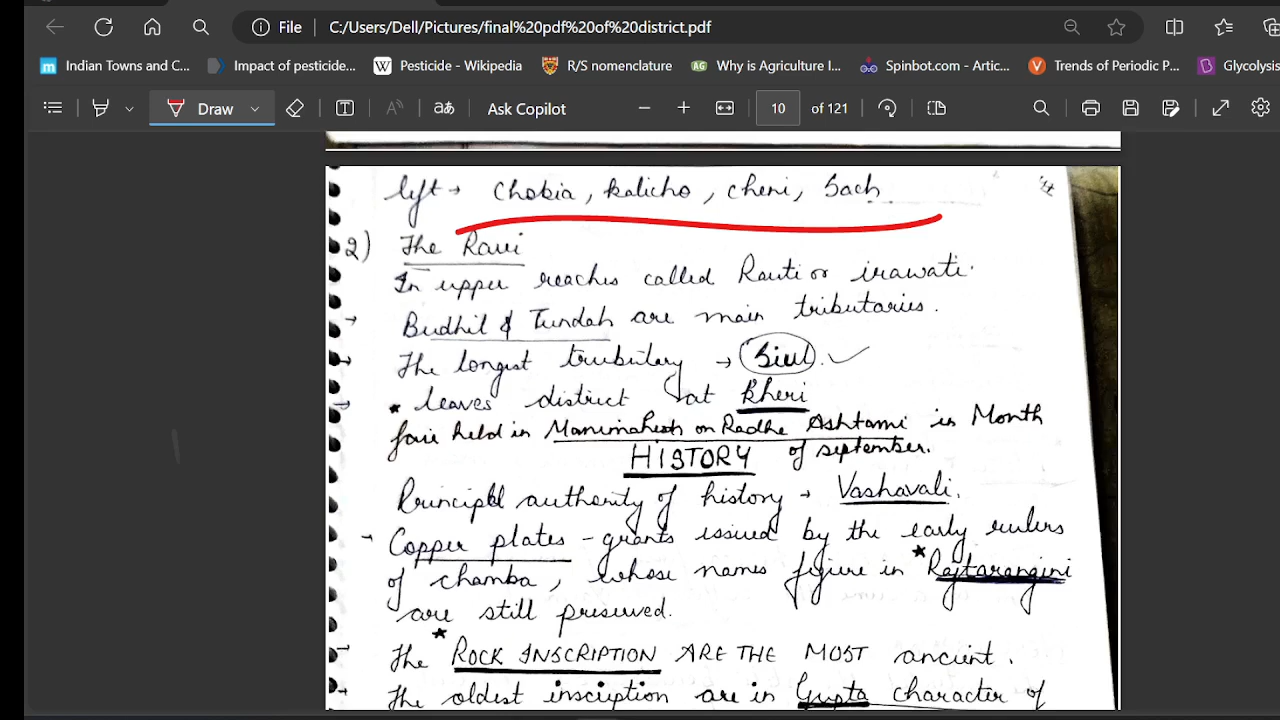 File C:/Users/Dell/Pictures/final%20pdf%20of%20district.pdf
Indian Towns and C... Impact of pesticide... Pesticide - Wikipedia R/S nomenclature Why is Agriculture I... Spinbot.com - Artic... Trends of Periodic P... Glycolysis
Draw Ask Copilot 10 of 121
left → Chobia, kalicho, cheni, Sach
2) The Ravi
In upper reaches called Rauti or irawati.
→ Budhil & Tundah are main tributaries.
→ The longest tributary → Siul.
→ * leaves district at kheri
fair held in Manimahesh on Radhe Ashtami in Month
of september.
HISTORY
Principal authority of history → Vashavali.
→ Copper plates - grants issued by the early rulers
of chamba, whose names figure in * Rajtarangini
are still preserved.
→ The * ROCK INSCRIPTION ARE THE MOST ancient.
→ The oldest insciption are in Gupta character of